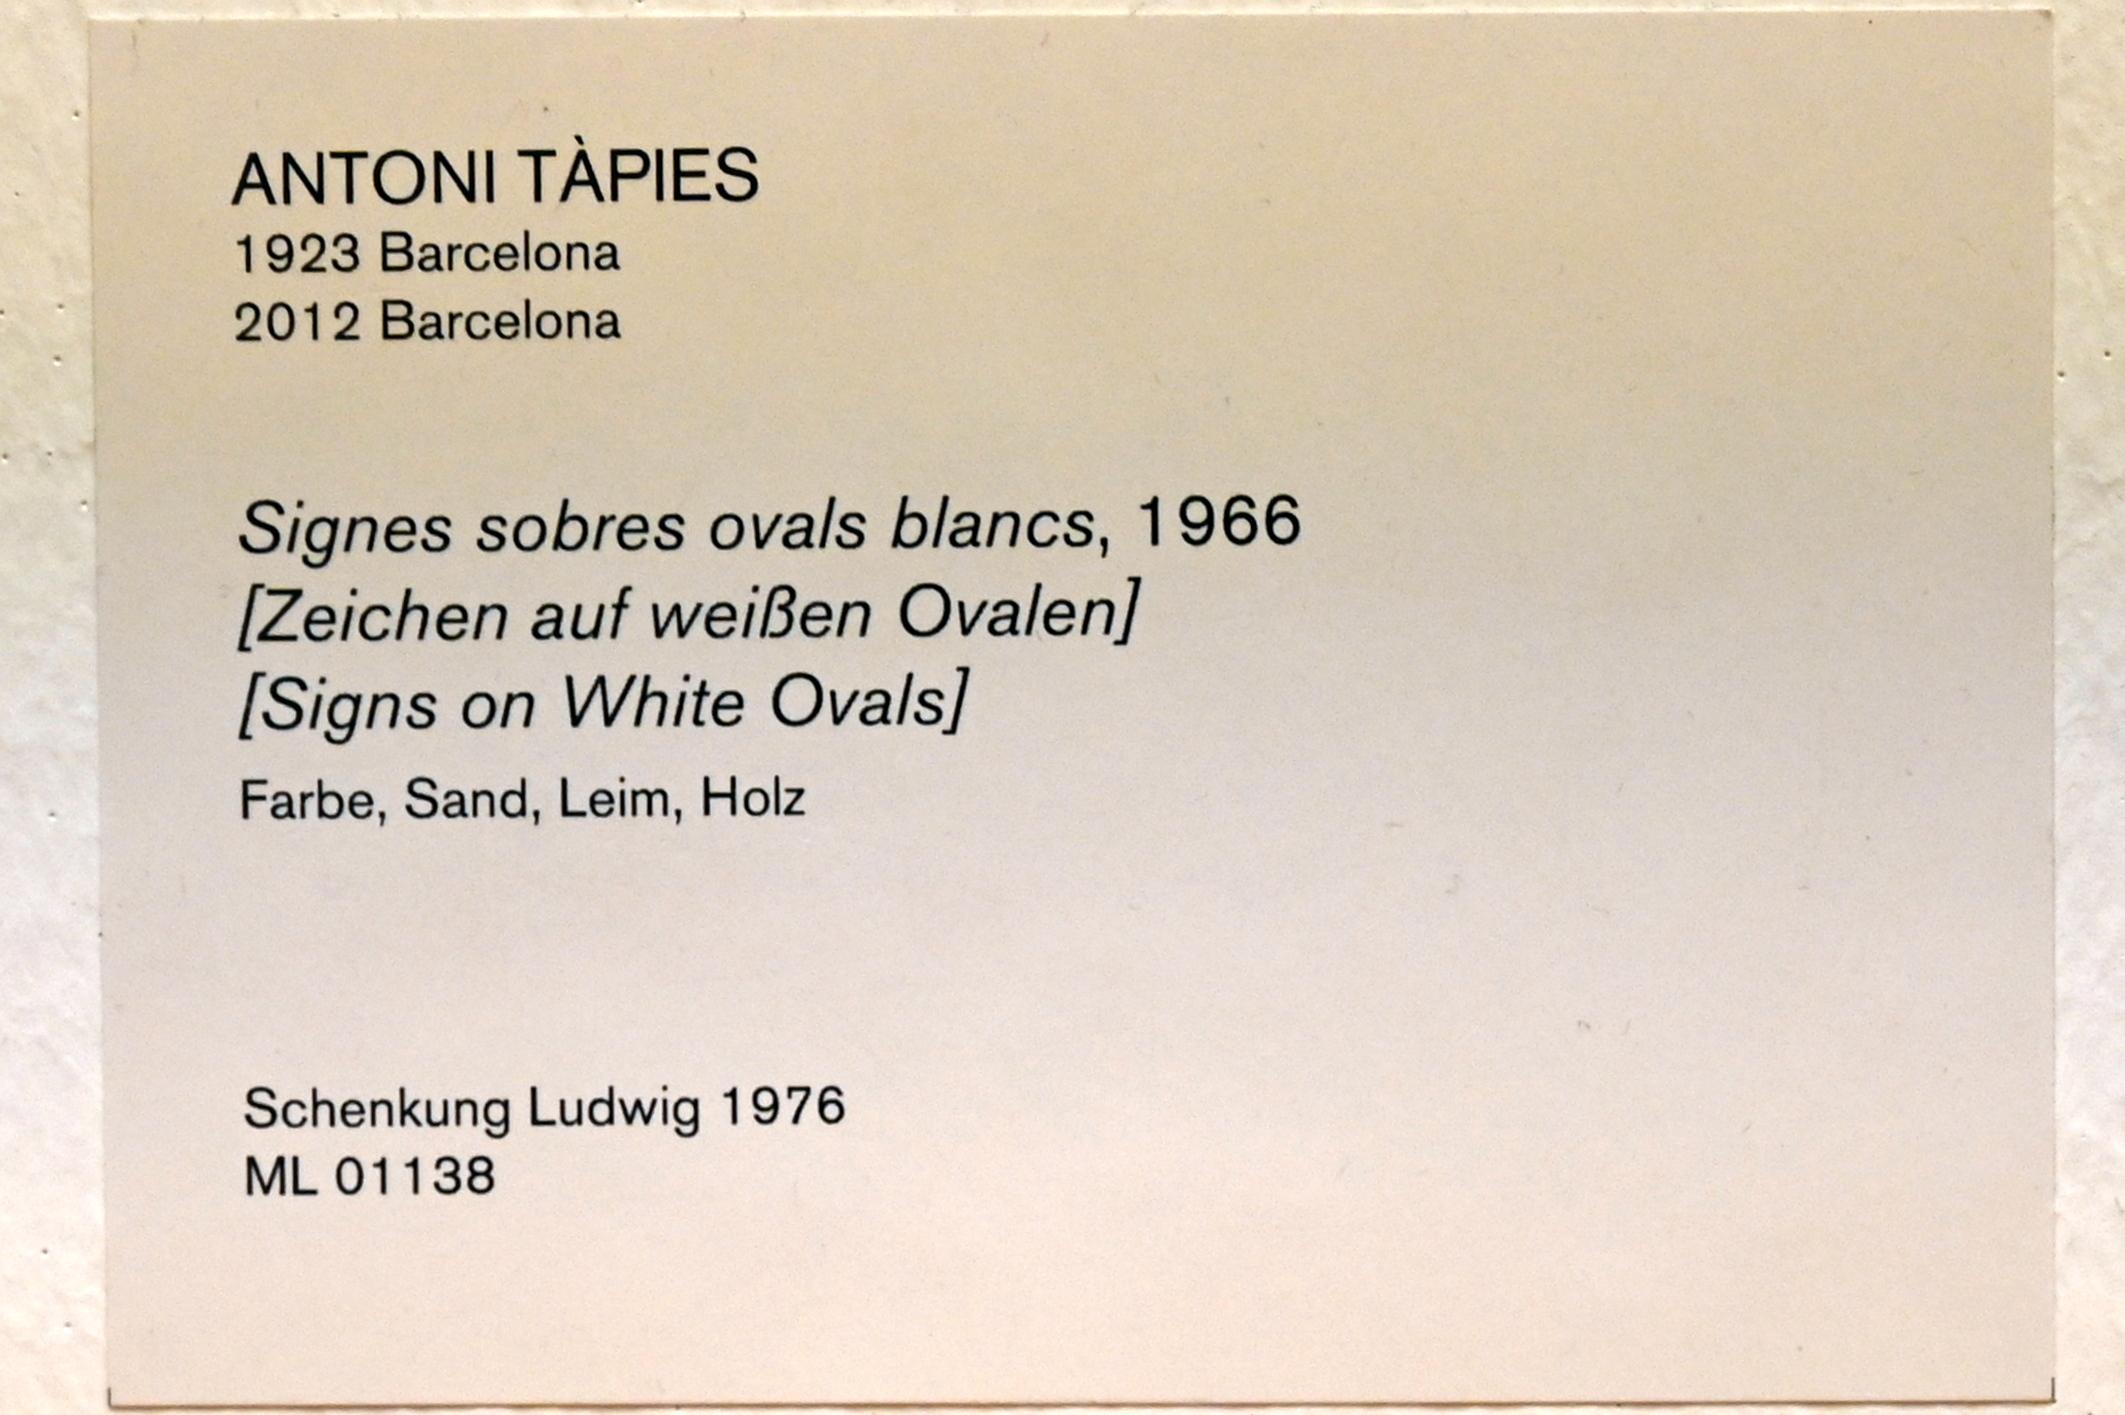 ANTONI TÀPIES
1923 Barcelona
2012 Barcelona
Signes sobres ovals blancs, 1966
[Zeichen auf weißen Ovalen]
[Signs on White Ovals]
Farbe, Sand, Leim, Holz
Schenkung Ludwig 1976
ML 01138